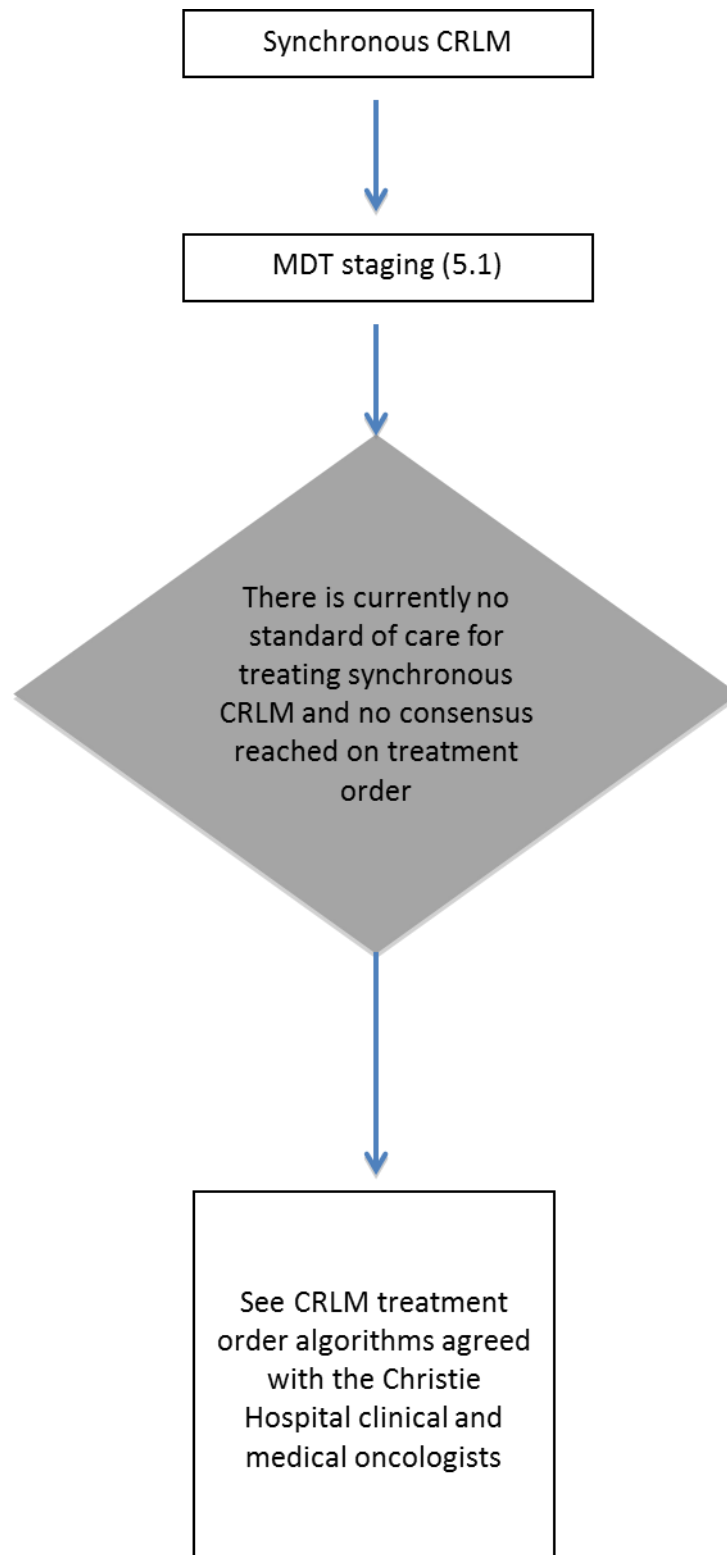 Synchronous CRLM
MDT staging (5.1)
There is currently no
standard of care for
treating synchronous
CRLM and no consensus
reached on treatment
order
See CRLM treatment
order algorithms agreed
with the Christie
Hospital clinical and
medical oncologists